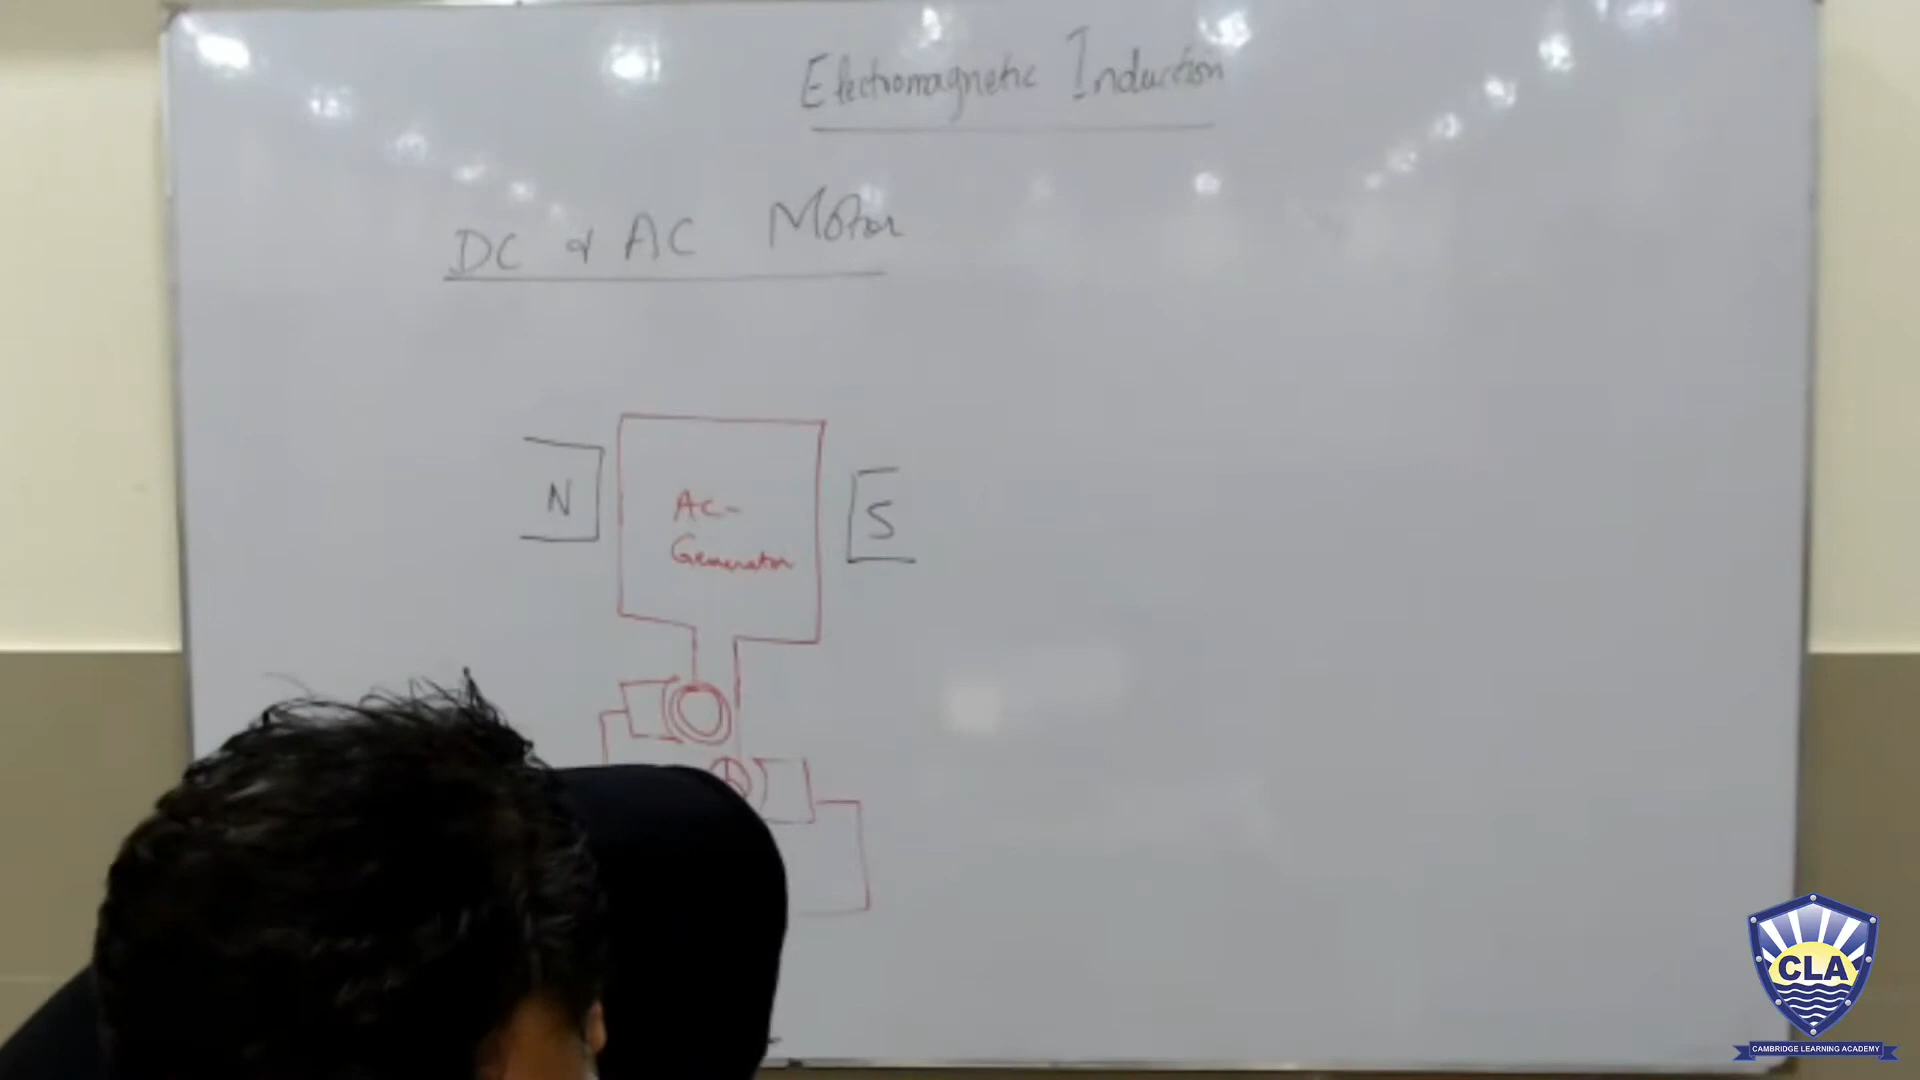 Electromagnetic Induction
DC & AC Motor
N
AC-
Generator
S
CLA
CAMBRIDGE LEARNING ACADEMY